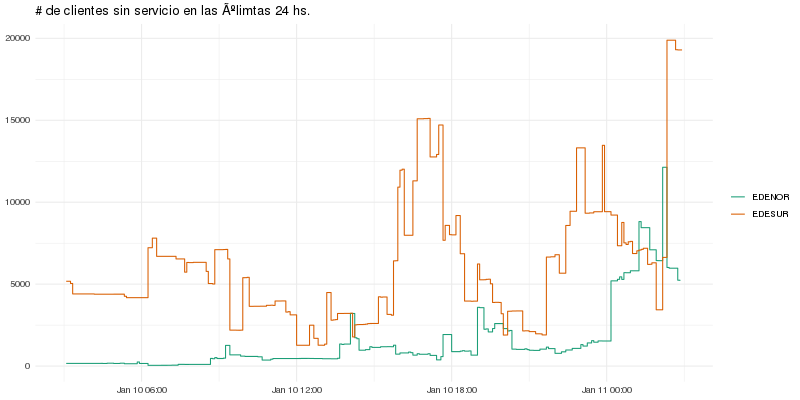 # de clientes sin servicio en las Ãºlimtas 24 hs.
20000
15000
10000
5000
0
Jan 10 06:00
Jan 10 12:00
Jan 10 18:00
Jan 11 00:00
EDENOR
EDESUR